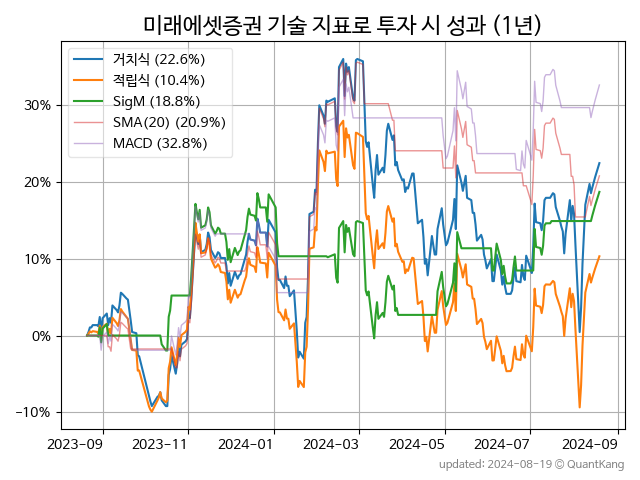 미래에셋증권 기술 지표로 투자 시 성과 (1년)
거치식 (22.6%)
적립식 (10.4%)
SigM (18.8%)
SMA(20) (20.9%)
MACD (32.8%)
30%
20%
10%
0%
−10%
2023-09
2023-11
2024-01
2024-03
2024-05
2024-07
2024-09
updated: 2024-08-19 © QuantKang